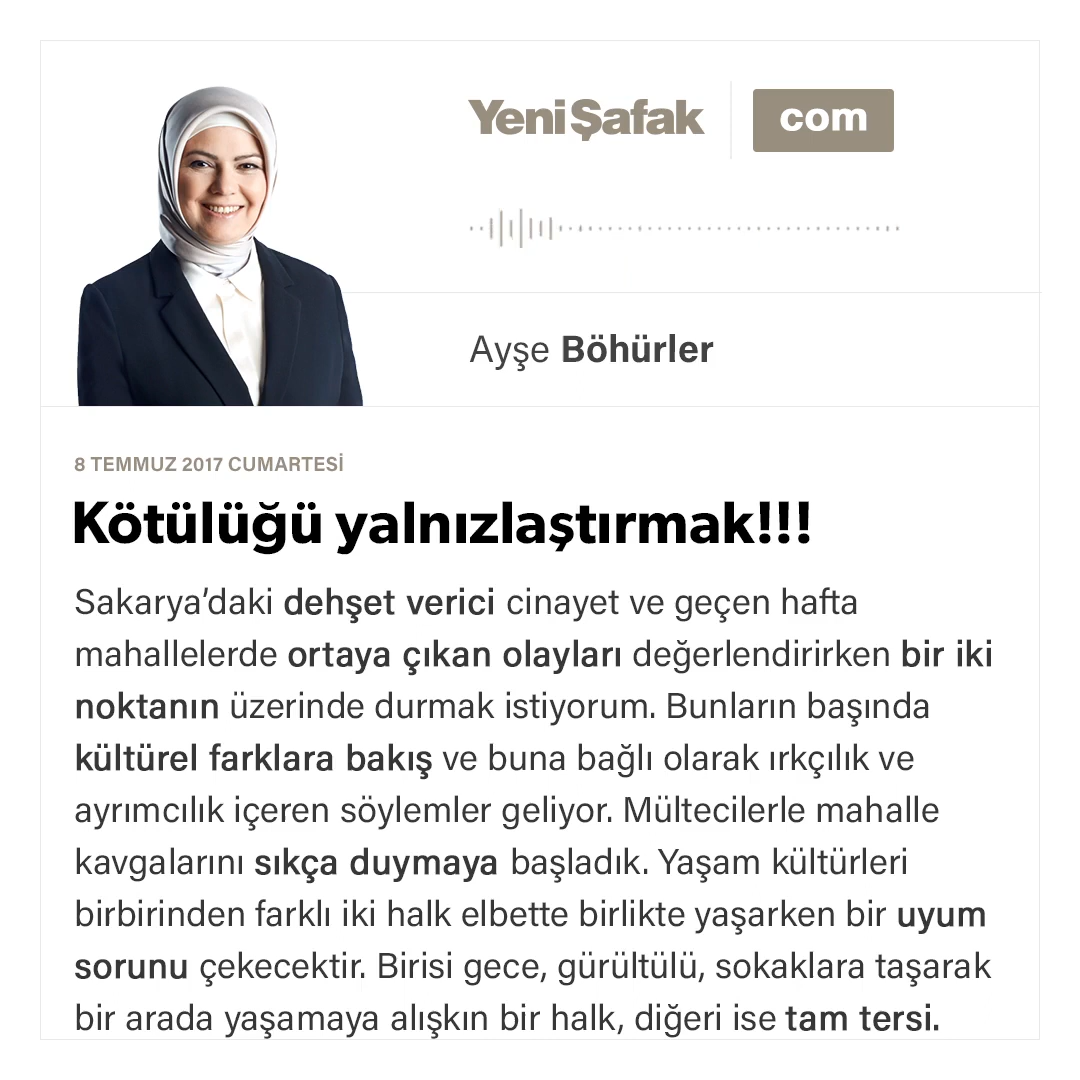 YeniŞafak com
Ayşe Böhürler
8 TEMMUZ 2017 CUMARTESİ
Kötülüğü yalnızlaştırmak!!!
Sakarya’daki dehşet verici cinayet ve geçen hafta
mahallelerde ortaya çıkan olayları değerlendirirken bir iki
noktanın üzerinde durmak istiyorum. Bunların başında
kültürel farklara bakış ve buna bağlı olarak ırkçılık ve
ayrımcılık içeren söylemler geliyor. Mültecilerle mahalle
kavgalarını sıkça duymaya başladık. Yaşam kültürleri
birbirinden farklı iki halk elbette birlikte yaşarken bir uyum
sorunu çekecektir. Birisi gece, gürültülü, sokaklara taşarak
bir arada yaşamaya alışkın bir halk, diğeri ise tam tersi.